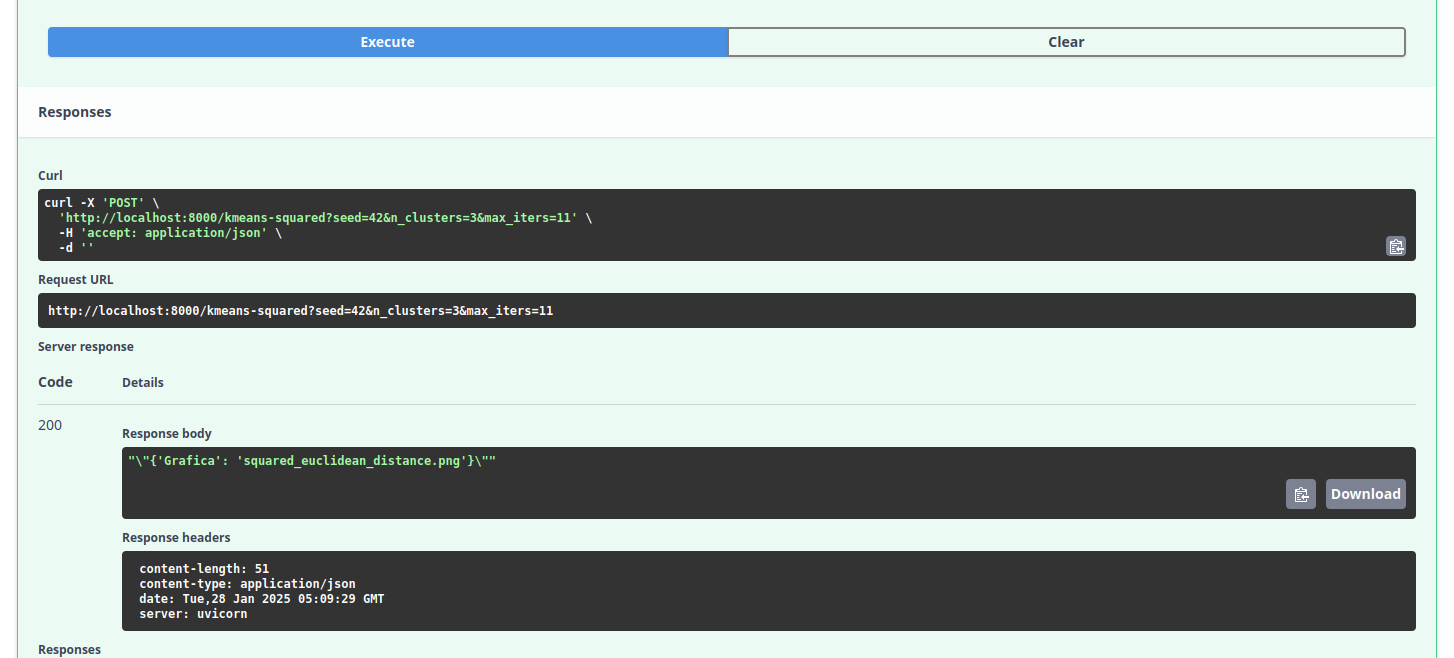 Execute
Clear
Responses
Curl
curl -X 'POST' \
  'http://localhost:8000/kmeans-squared?seed=42&n_clusters=3&max_iters=11' \
  -H 'accept: application/json' \
  -d ''
Request URL
http://localhost:8000/kmeans-squared?seed=42&n_clusters=3&max_iters=11
Server response
Code
Details
200
Response body
"\"{'Grafica': 'squared_euclidean_distance.png'}\""
Download
Response headers
content-length: 51
content-type: application/json
date: Tue,28 Jan 2025 05:09:29 GMT
server: uvicorn
Responses